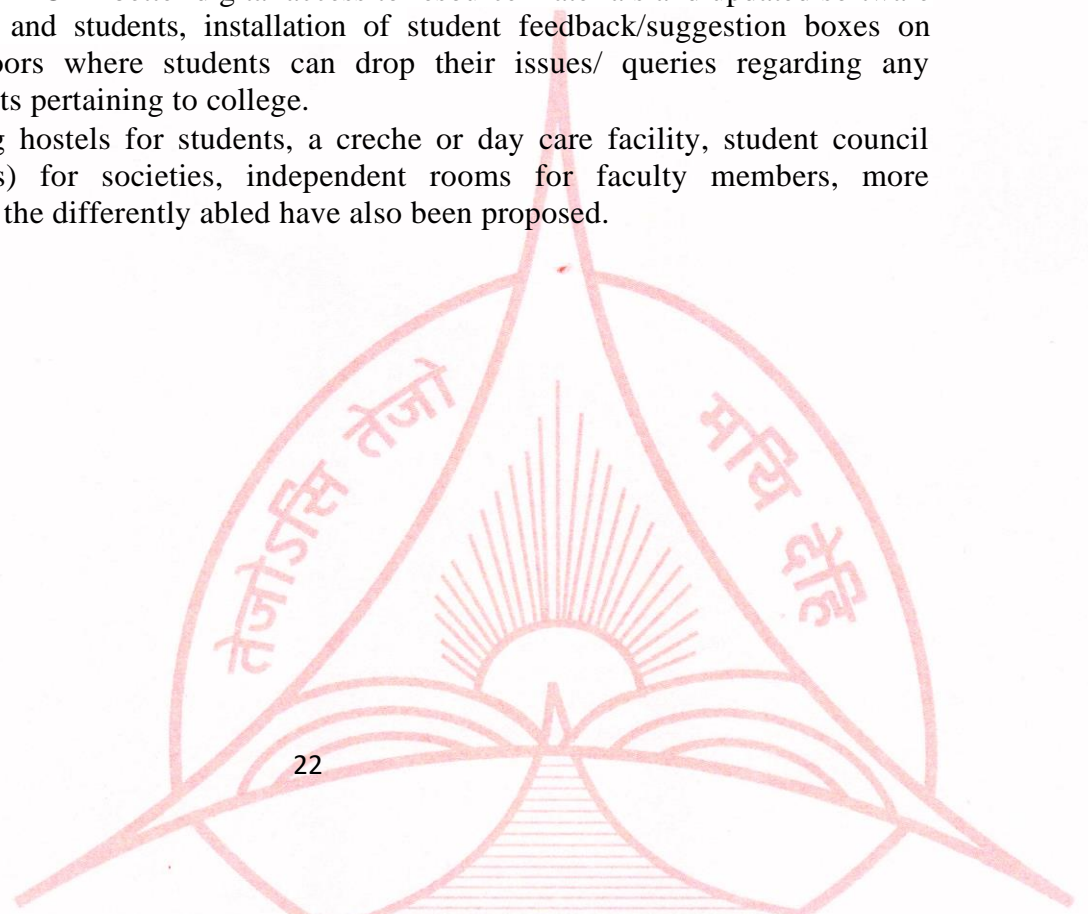 and students, installation of student feedback/suggestion boxes on
where students can drop their issues/ queries regarding any
pertaining to college.
hostels for students, a creche or day care facility, student council
for societies, independent rooms for faculty members, more
the differently abled have also been proposed.
तेजोऽसि तेजो
मयि देहि
22